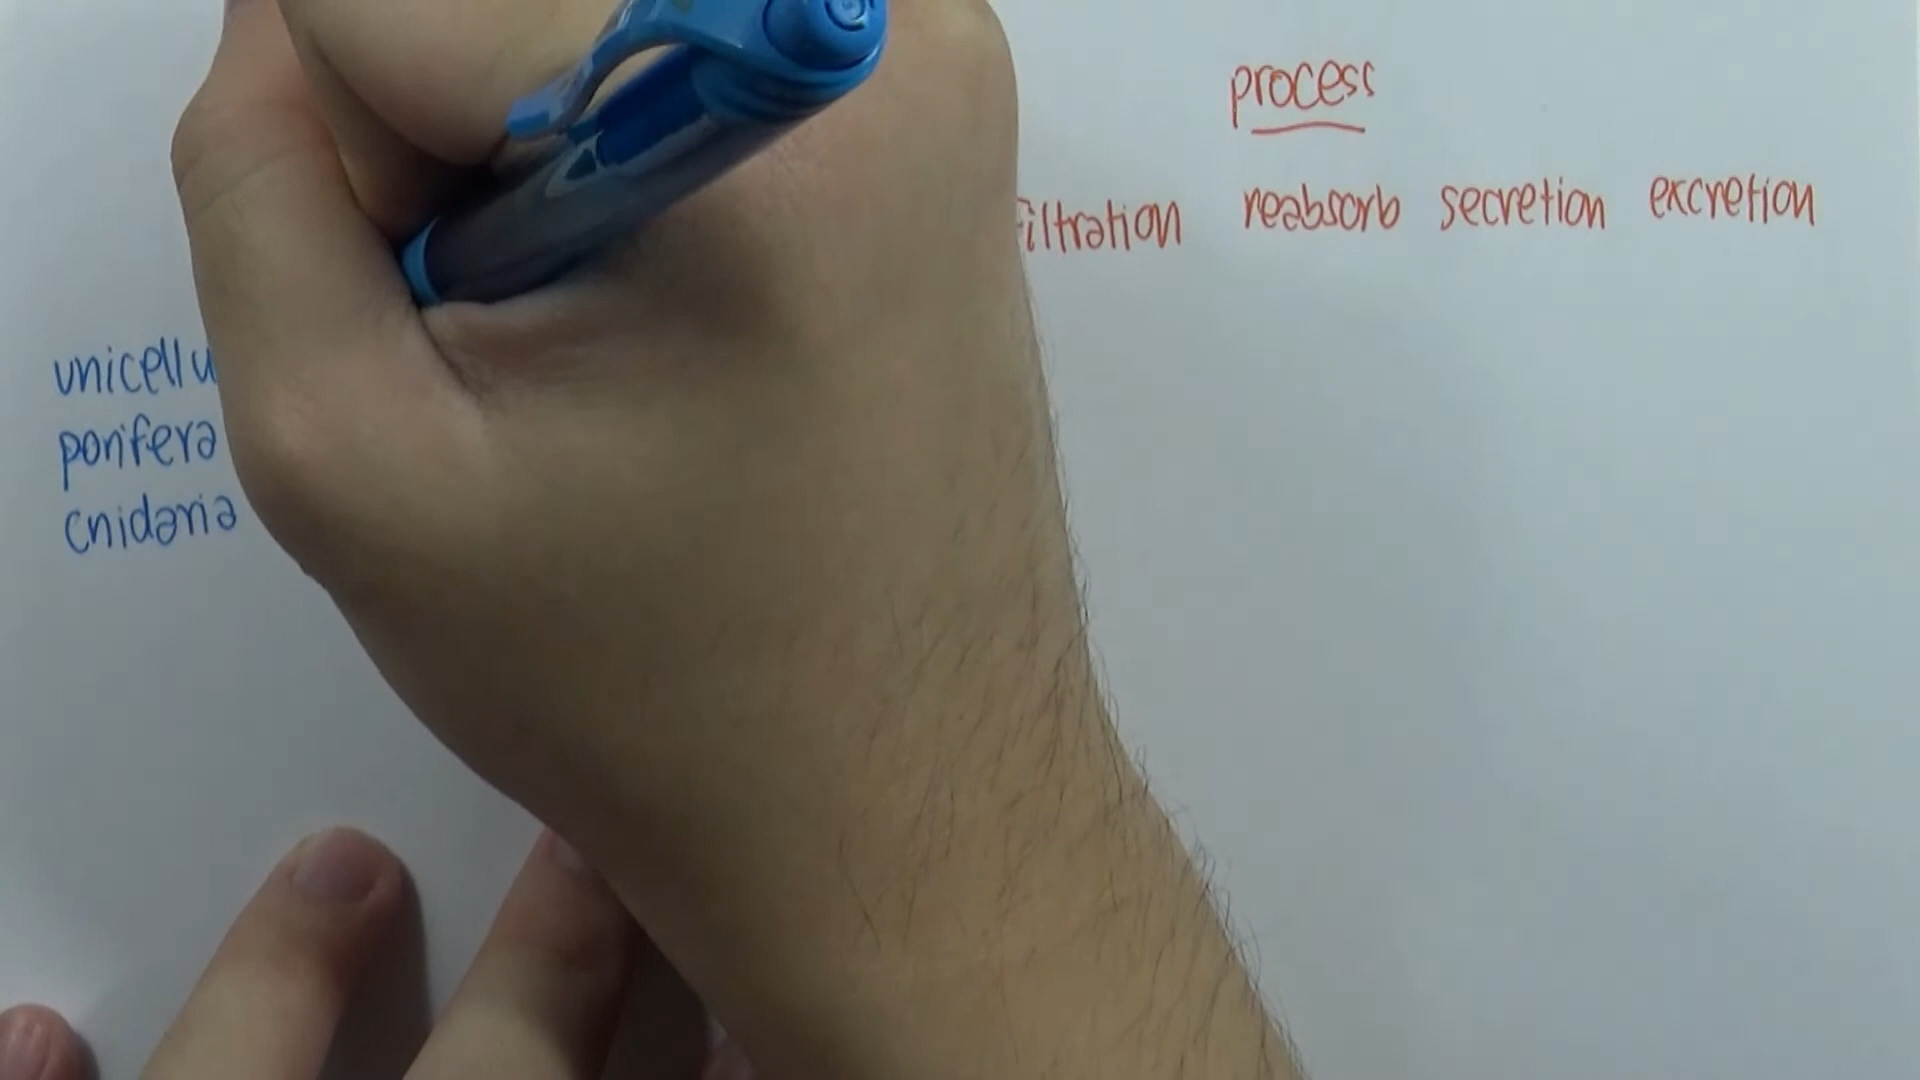 process
filtration reabsorb secretion excretion
unicellu
porifera
cnidaria